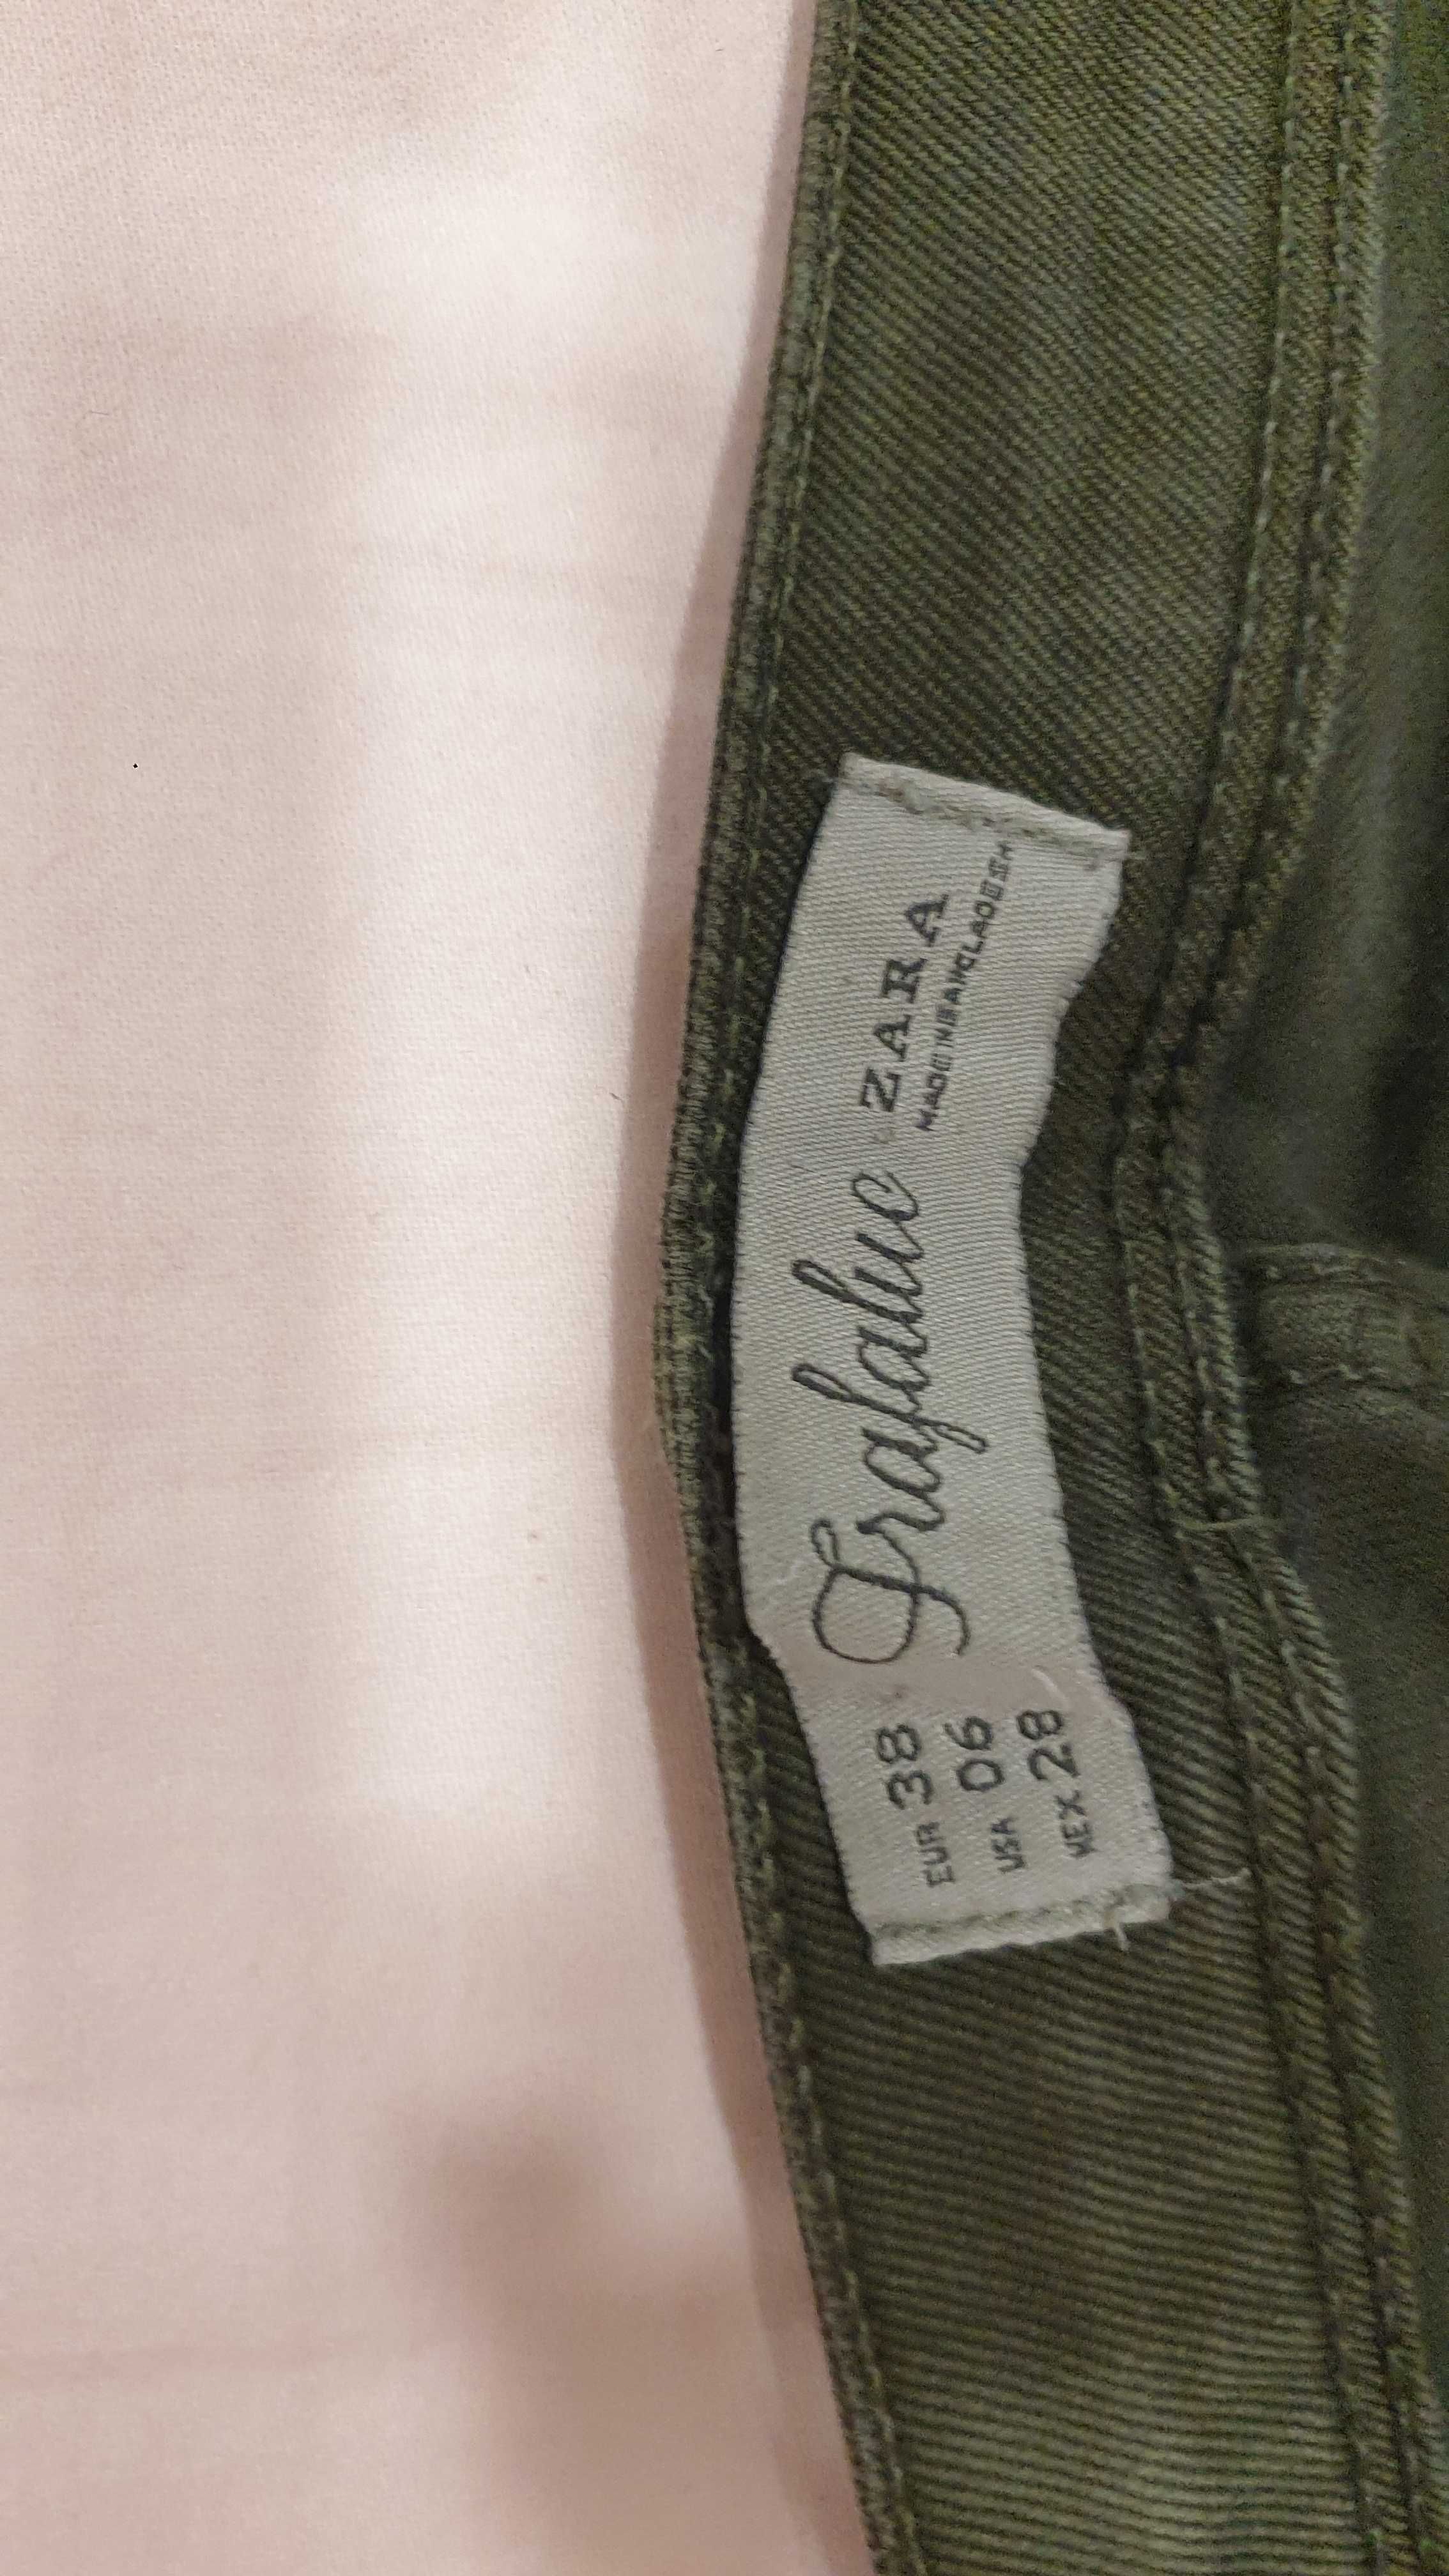 EUR 38
USA 06
MEX 28
Trafaluc
ZARA
MADE IN BANGLADESH